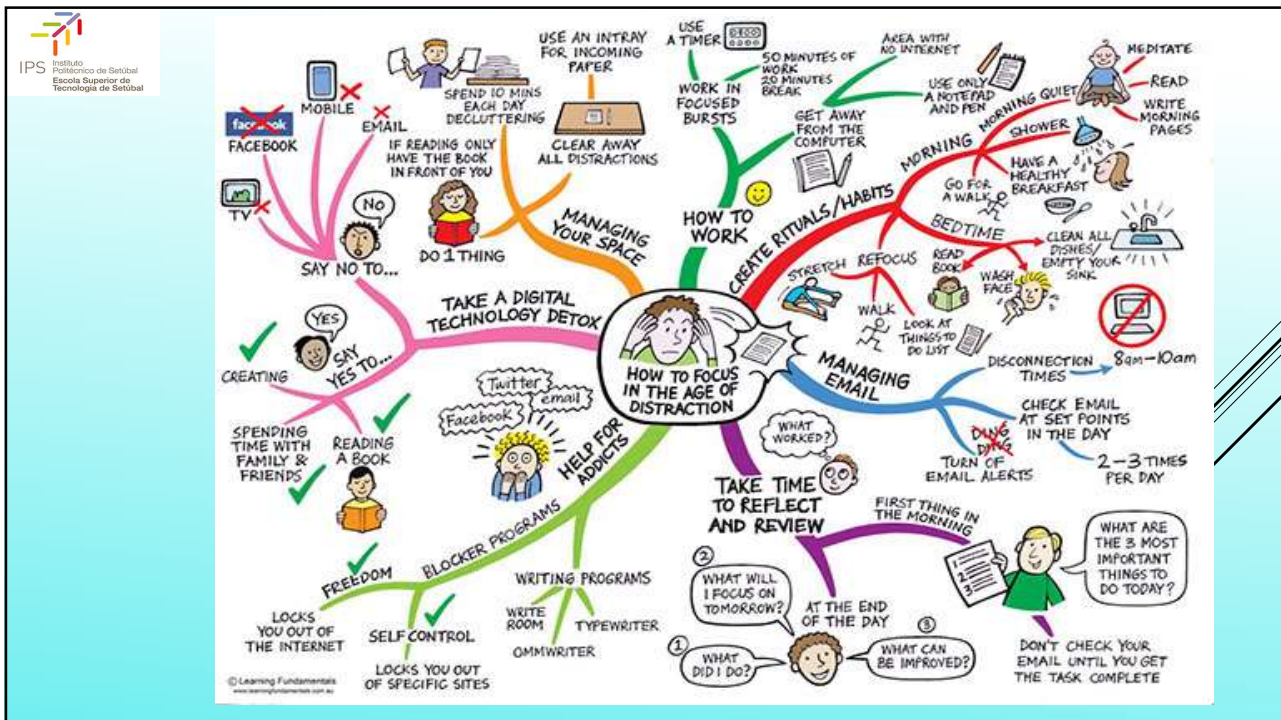 IPS Instituto
Politécnico de Setúbal
Escola Superior de
Tecnologia de Setúbal
HOW TO FOCUS
IN THE AGE OF
DISTRACTION
HOW TO
WORK
WORK IN
FOCUSED
BURSTS
USE
A TIMER
50 MINUTES OF
WORK
20 MINUTES
BREAK
GET AWAY
FROM THE
COMPUTER
AREA WITH
NO INTERNET
USE ONLY
A NOTEPAD
AND PEN
CREATE RITUALS/HABITS
MORNING
MORNING QUIET
MEDITATE
READ
WRITE
MORNING
PAGES
SHOWER
HAVE A
HEALTHY
BREAKFAST
GO FOR
A WALK
BEDTIME
CLEAN ALL
DISHES/
EMPTY YOUR
SINK
READ
BOOK
WASH
FACE
REFOCUS
STRETCH
WALK
LOOK AT
THINGS TO
DO LIST
MANAGING
EMAIL
DISCONNECTION
TIMES
8am-10am
CHECK EMAIL
AT SET POINTS
IN THE DAY
2-3 TIMES
PER DAY
DING
DING
TURN OF
EMAIL ALERTS
TAKE TIME
TO REFLECT
AND REVIEW
WHAT
WORKED?
FIRST THING IN
THE MORNING
1
2
3
WHAT ARE
THE 3 MOST
IMPORTANT
THINGS TO
DO TODAY?
DON'T CHECK YOUR
EMAIL UNTIL YOU GET
THE TASK COMPLETE
AT THE END
OF THE DAY
1
WHAT
DID I DO?
2
WHAT WILL
I FOCUS ON
TOMORROW?
3
WHAT CAN
BE IMPROVED?
HELP FOR
ADDICTS
Twitter
email
Facebook
WRITING PROGRAMS
WRITE
ROOM
OMMWRITER
TYPEWRITER
BLOCKER PROGRAMS
FREEDOM
LOCKS
YOU OUT OF
THE INTERNET
SELF CONTROL
LOCKS YOU OUT
OF SPECIFIC SITES
TAKE A DIGITAL
TECHNOLOGY DETOX
SAY NO TO...
NO
TV
facebook
FACEBOOK
MOBILE
EMAIL
SAY
YES TO...
YES
CREATING
SPENDING
TIME WITH
FAMILY &
FRIENDS
READING
A BOOK
MANAGING
YOUR SPACE
SPEND 10 MINS
EACH DAY
DECLUTTERING
USE AN INTRAY
FOR INCOMING
PAPER
CLEAR AWAY
ALL DISTRACTIONS
IF READING ONLY
HAVE THE BOOK
IN FRONT OF YOU
DO 1 THING
© Learning Fundamentals
www.learningfundamentals.com.au